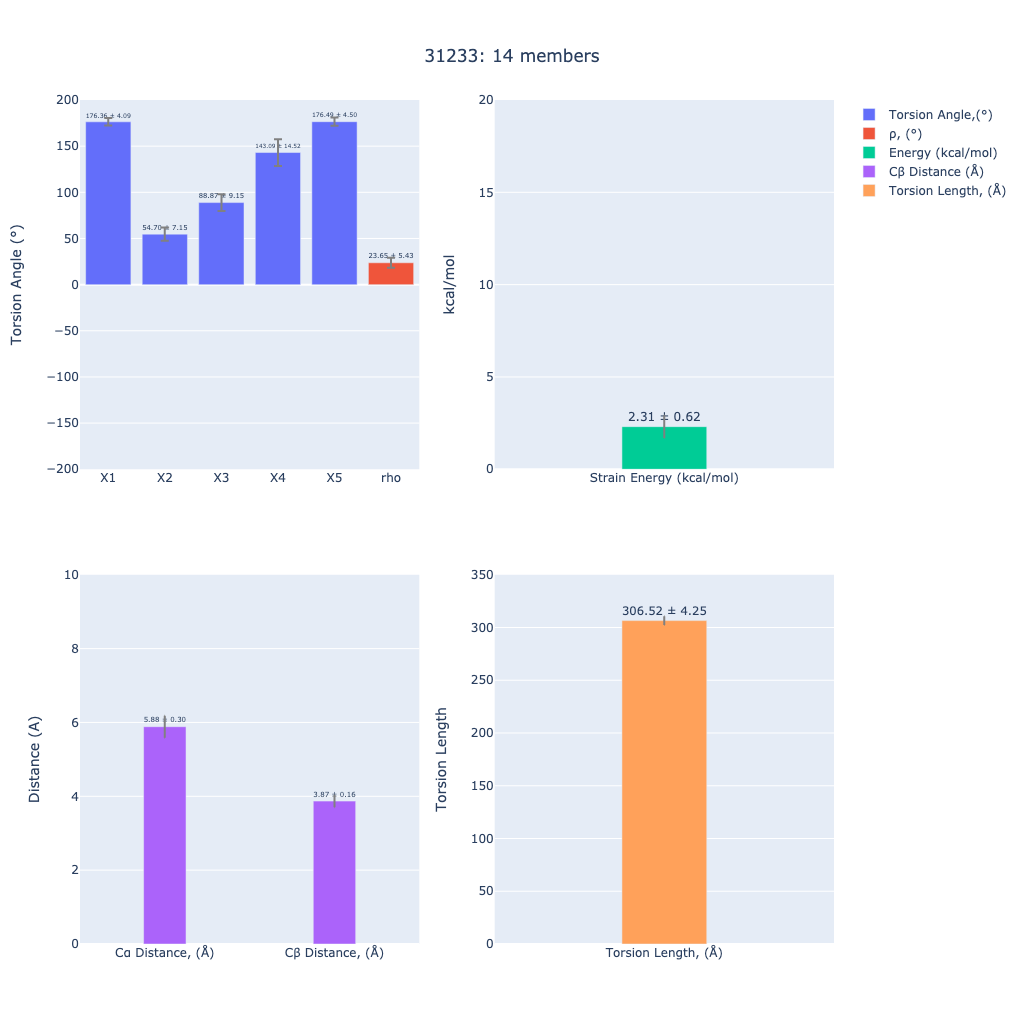 31233: 14 members
200
150
100
50
0
−50
−100
−150
−200
Torsion Angle (°)
176.36 ± 4.09
54.70 ± 7.15
88.87 ± 9.15
143.09 ± 14.52
176.49 ± 4.50
23.65 ± 5.43
X1 X2 X3 X4 X5 rho
20
15
10
5
0
kcal/mol
2.31 ± 0.62
Strain Energy (kcal/mol)
Torsion Angle,(°)
ρ, (°)
Energy (kcal/mol)
Cβ Distance (Å)
Torsion Length, (Å)
10
8
6
4
2
0
Distance (A)
5.88 ± 0.30
3.87 ± 0.16
Cα Distance, (Å) Cβ Distance, (Å)
350
300
250
200
150
100
50
0
Torsion Length
306.52 ± 4.25
Torsion Length, (Å)